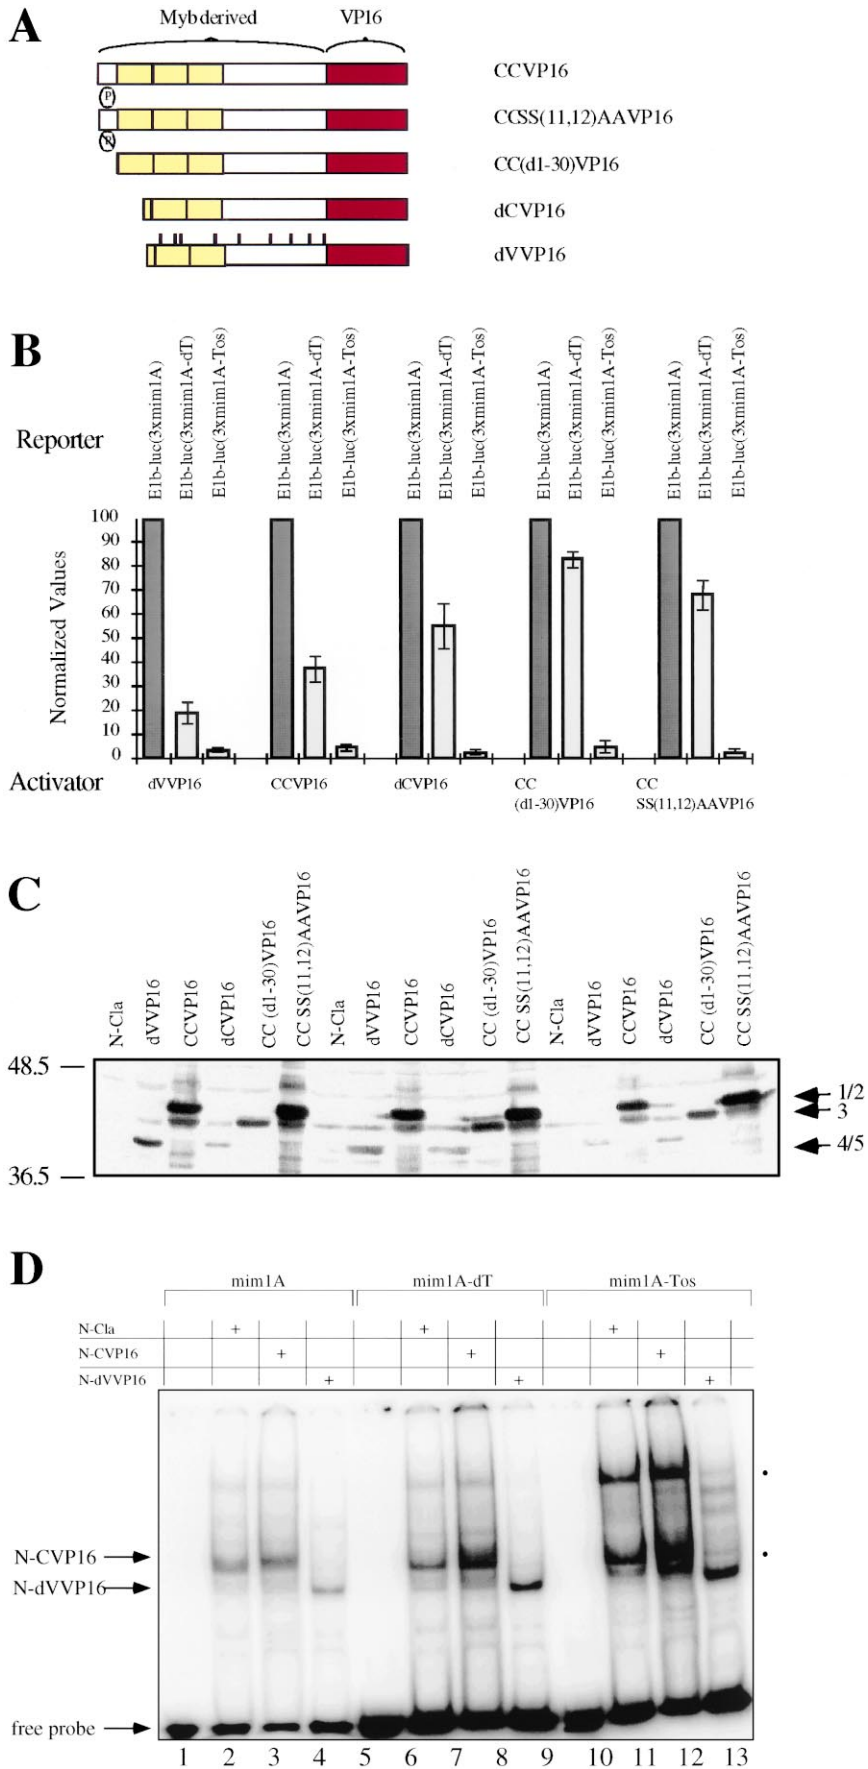 A
Myb derived
VP16
CCVP16
P
CCSS(11,12)AAVP16
CC(d1-30)VP16
dCVP16
dVVP16
B
Reporter
E1b-luc(3xmim1A)
E1b-luc(3xmim1A-dT)
E1b-luc(3xmim1A-Tos)
E1b-luc(3xmim1A)
E1b-luc(3xmim1A-dT)
E1b-luc(3xmim1A-Tos)
E1b-luc(3xmim1A)
E1b-luc(3xmim1A-dT)
E1b-luc(3xmim1A-Tos)
E1b-luc(3xmim1A)
E1b-luc(3xmim1A-dT)
E1b-luc(3xmim1A-Tos)
E1b-luc(3xmim1A)
E1b-luc(3xmim1A-dT)
E1b-luc(3xmim1A-Tos)
Normalized Values
100
90
80
70
60
50
40
30
20
10
0
Activator
dVVP16
CCVP16
dCVP16
CC
(d1-30)VP16
CC
SS(11,12)AAVP16
C
N-Cla
dVVP16
CCVP16
dCVP16
CC (d1-30)VP16
CC SS(11,12)AAVP16
N-Cla
dVVP16
CCVP16
dCVP16
CC (d1-30)VP16
CC SS(11,12)AAVP16
N-Cla
dVVP16
CCVP16
dCVP16
CC (d1-30)VP16
CC SS(11,12)AAVP16
48.5
36.5
1/2
3
4/5
D
mim1A
mim1A-dT
mim1A-Tos
N-Cla + + +
N-CVP16 + + +
N-dVVP16 + + +
N-CVP16
N-dVVP16
free probe
1 2 3 4 5 6 7 8 9 10 11 12 13